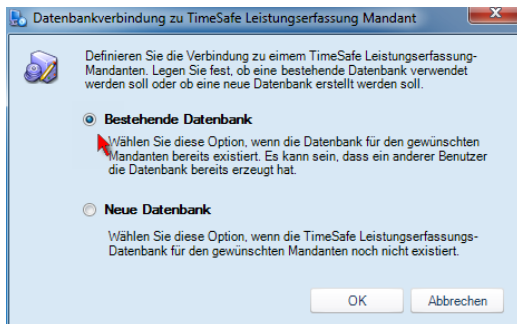 Datenbankverbindung zu TimeSafe Leistungserfassung Mandant
Definieren Sie die Verbindung zu eimem TimeSafe Leistungserfassung-
Mandanten. Legen Sie fest, ob eine bestehende Datenbank verwendet
werden soll oder ob eine neue Datenbank erstellt werden soll.
Bestehende Datenbank
Wählen Sie diese Option, wenn die Datenbank für den gewünschten
Mandanten bereits existiert. Es kann sein, dass ein anderer Benutzer
die Datenbank bereits erzeugt hat.
Neue Datenbank
Wählen Sie diese Option, wenn die TimeSafe Leistungserfassungs-
Datenbank für den gewünschten Mandanten noch nicht existiert.
OK
Abbrechen